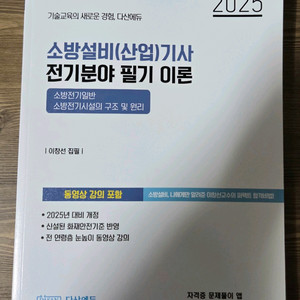 2025
기술교육의 새로운 경험, 다산에듀
소방설비(산업)기사
전기분야 필기 이론
소방전기일반
소방전기시설의 구조 및 원리
| 이창선 집필 |
동영상 강의 포함
• 2025년 대비 개정
• 신설된 화재안전기준 반영
• 전 연령층 눈높이 동영상 강의
다산에듀
자격증 문제풀이 앱